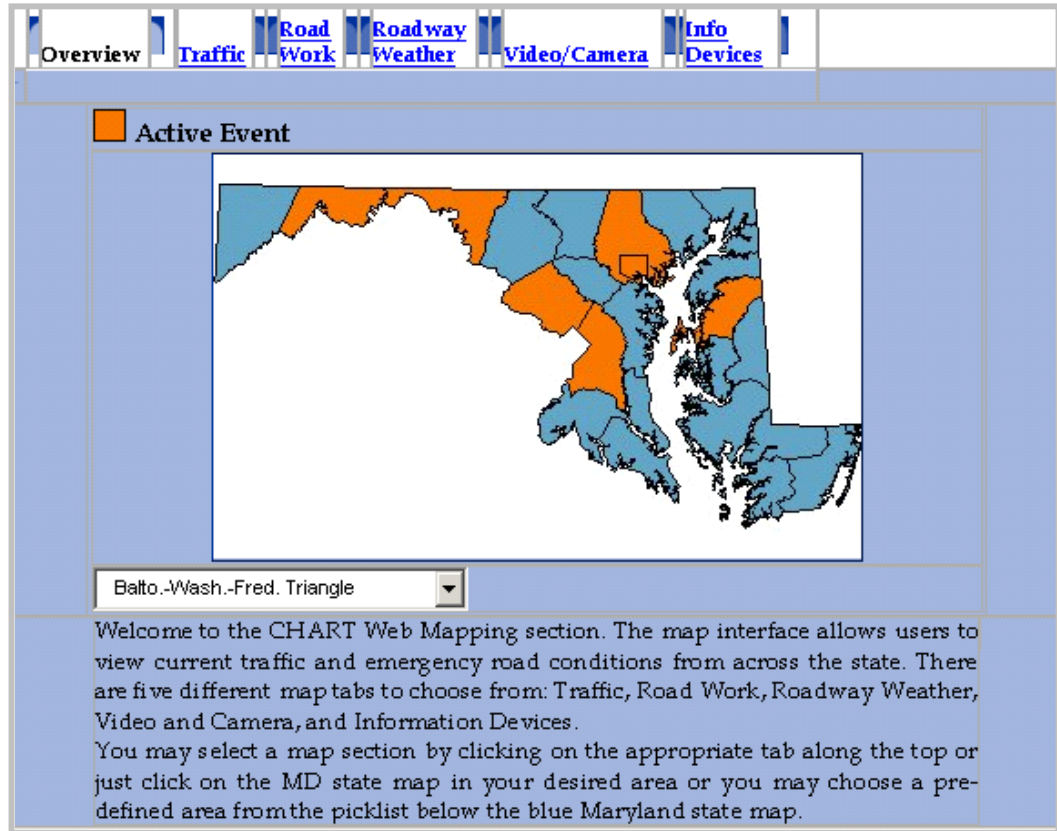 Overview Traffic Road Work Roadway Weather Video/Camera Info Devices
Active Event
Balto.-Wash.-Fred. Triangle
Welcome to the CHART Web Mapping section. The map interface allows users to
view current traffic and emergency road conditions from across the state. There
are five different map tabs to choose from: Traffic, Road Work, Roadway Weather,
Video and Camera, and Information Devices.
You may select a map section by clicking on the appropriate tab along the top or
just click on the MD state map in your desired area or you may choose a pre-
defined area from the picklist below the blue Maryland state map.